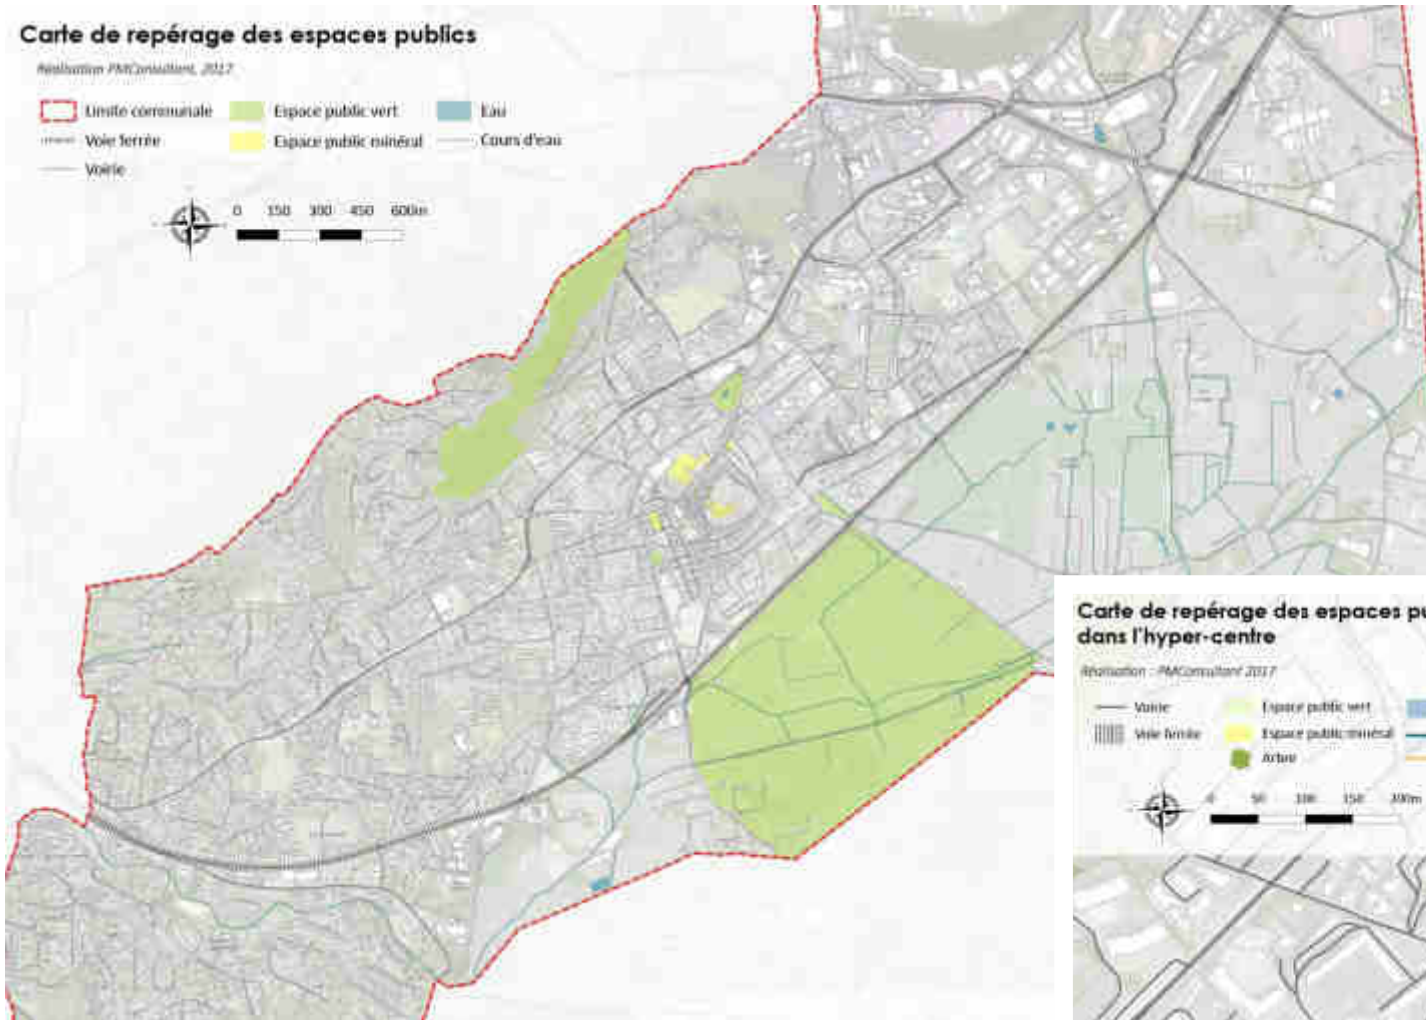 Carte de repérage des espaces publics
Réalisation PMConsultant, 2017
Limite communale
Espace public vert
Eau
Voie ferrée
Espace public minéral
Cours d'eau
Voirie
0 150 300 450 600m
Carte de repérage des espaces pu
dans l'hyper-centre
Réalisation : PMConsultant 2017
Voirie
Espace public vert
Voie ferrée
Espace public minéral
Arbre
0 50 100 150 200m